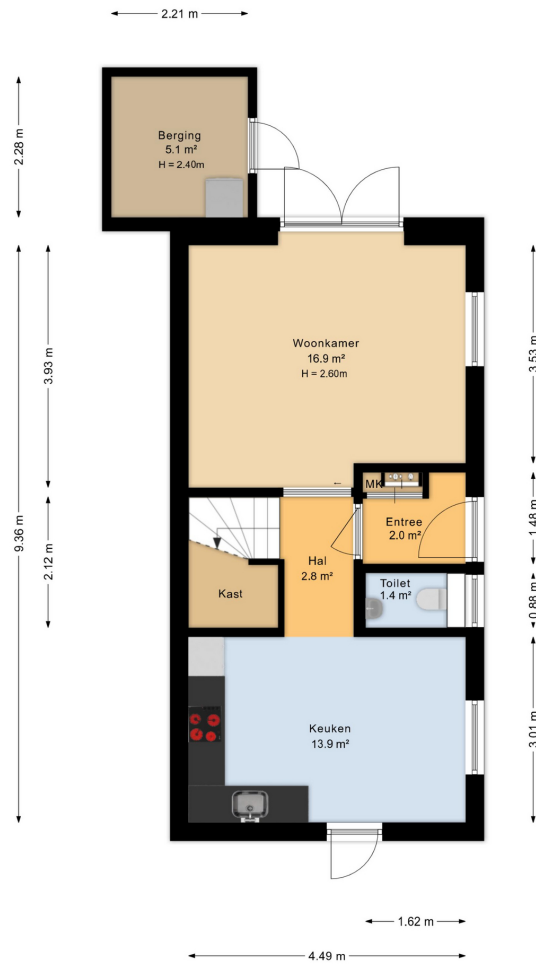 2.21 m
2.28 m
Berging
5.1 m²
H = 2.40m
9.36 m
3.93 m
3.53 m
Woonkamer
16.9 m²
H = 2.60m
←
MK
Entree
2.0 m²
1.48 m
2.12 m
Hal
2.8 m²
Kast
Toilet
1.4 m²
0.88 m
Keuken
13.9 m²
3.01 m
1.62 m
4.49 m